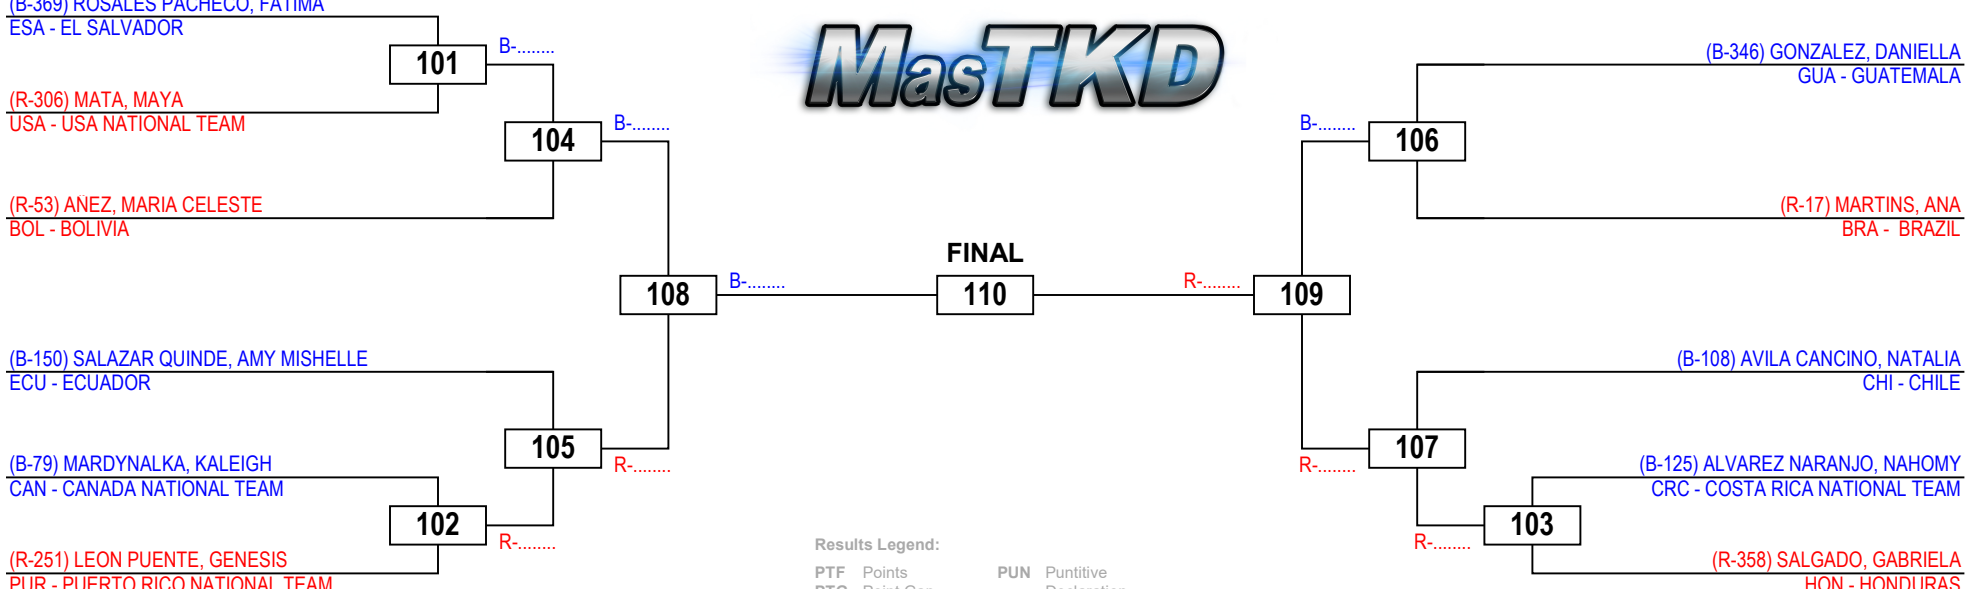 (B-369) ROSALES PACHECO, FATIMA
ESA - EL SALVADOR
101
B-........
(R-306) MATA, MAYA
USA - USA NATIONAL TEAM
104
B-........
(R-53) AÑEZ, MARIA CELESTE
BOL - BOLIVIA
108
B-........
(B-150) SALAZAR QUINDE, AMY MISHELLE
ECU - ECUADOR
105
R-........
(B-79) MARDYNALKA, KALEIGH
CAN - CANADA NATIONAL TEAM
102
R-........
(R-251) LEON PUENTE, GENESIS
PUR - PUERTO RICO NATIONAL TEAM
MasTKD
FINAL
110
Results Legend:
PTF Points PUN Puntitive
PTG Point Gap Declaration
(B-346) GONZALEZ, DANIELLA
GUA - GUATEMALA
B-........
106
(R-17) MARTINS, ANA
BRA - BRAZIL
R-........
109
(B-108) AVILA CANCINO, NATALIA
CHI - CHILE
R-........
107
(B-125) ALVAREZ NARANJO, NAHOMY
CRC - COSTA RICA NATIONAL TEAM
R-........
103
(R-358) SALGADO, GABRIELA
HON - HONDURAS